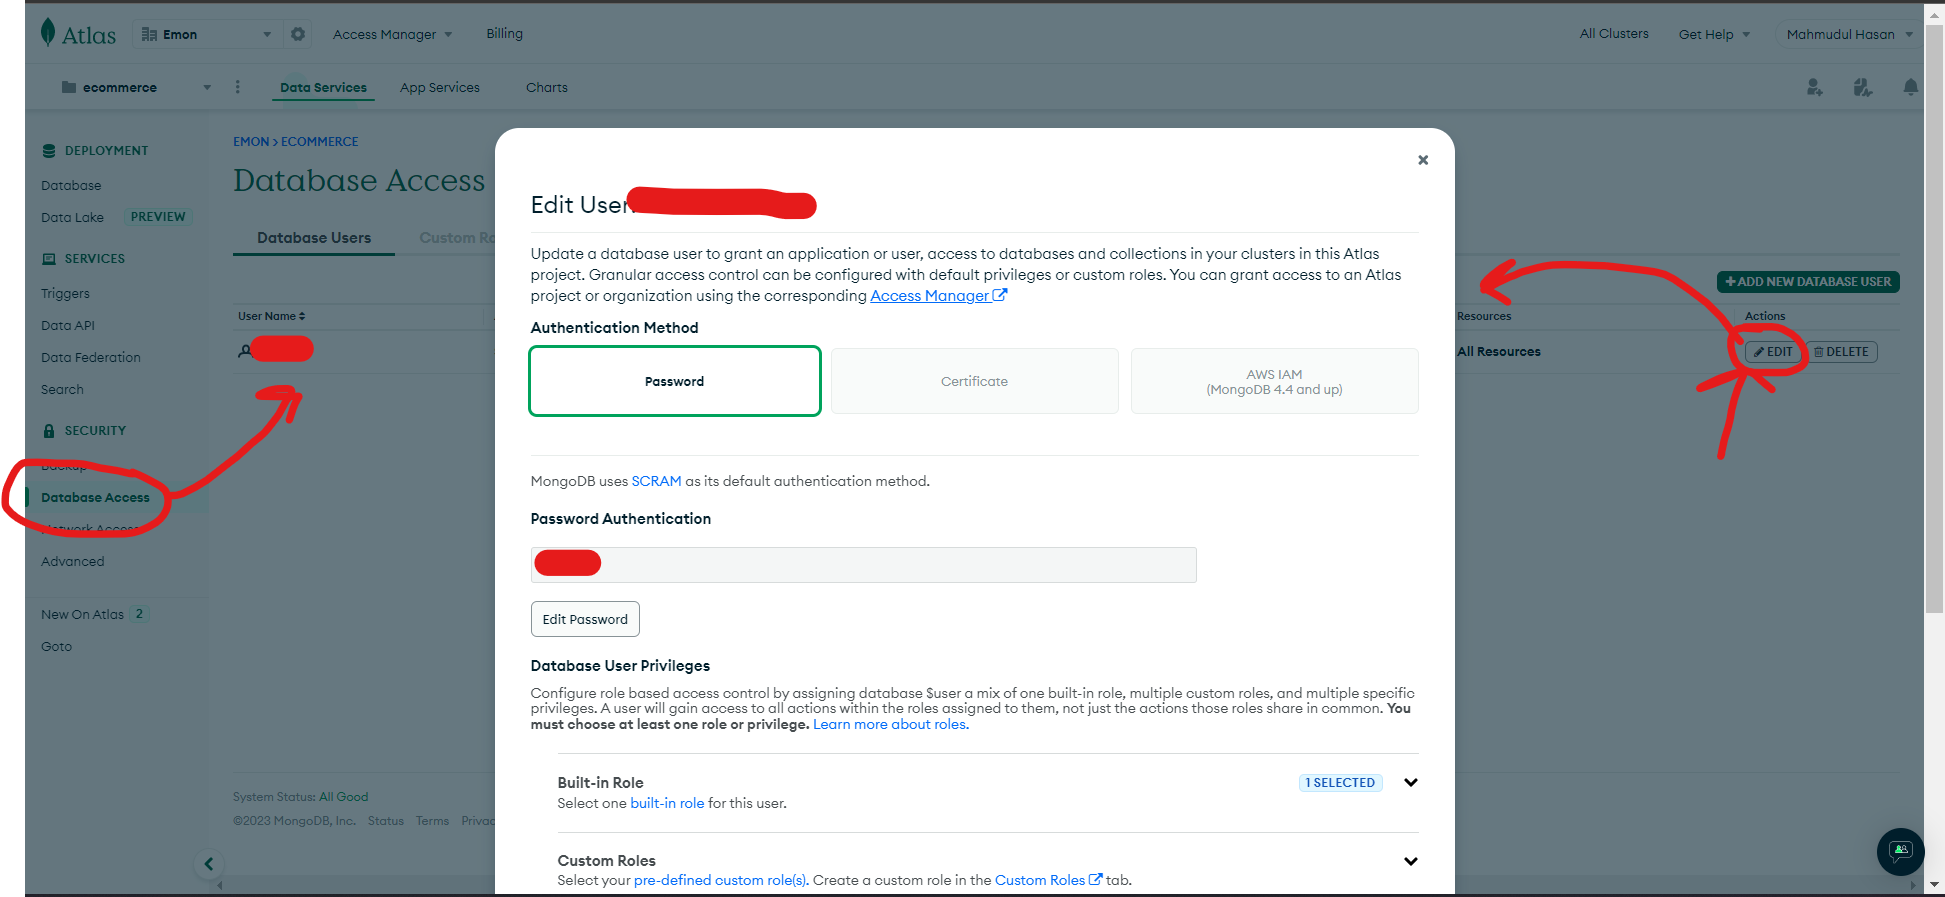 Atlas
Emon
Access Manager
Billing
All Clusters
Get Help
Mahmudul Hasan
ecommerce
Data Services
App Services
Charts
DEPLOYMENT
Database
Data Lake PREVIEW
SERVICES
Triggers
Data API
Data Federation
Search
SECURITY
Backup
Database Access
Network Access
Advanced
New On Atlas 2
Goto
EMON > ECOMMERCE
Database Access
Database Users
Custom Ro
+ ADD NEW DATABASE USER
User Name
Resources
Actions
All Resources
EDIT
DELETE
System Status: All Good
©2023 MongoDB, Inc. Status Terms Privac
Edit User
Update a database user to grant an application or user, access to databases and collections in your clusters in this Atlas
project. Granular access control can be configured with default privileges or custom roles. You can grant access to an Atlas
project or organization using the corresponding Access Manager
Authentication Method
Password
Certificate
AWS IAM
(MongoDB 4.4 and up)
MongoDB uses SCRAM as its default authentication method.
Password Authentication
Edit Password
Database User Privileges
Configure role based access control by assigning database $user a mix of one built-in role, multiple custom roles, and multiple specific
privileges. A user will gain access to all actions within the roles assigned to them, not just the actions those roles share in common. You
must choose at least one role or privilege. Learn more about roles.
Built-in Role
1 SELECTED
Select one built-in role for this user.
Custom Roles
Select your pre-defined custom role(s). Create a custom role in the Custom Roles tab.